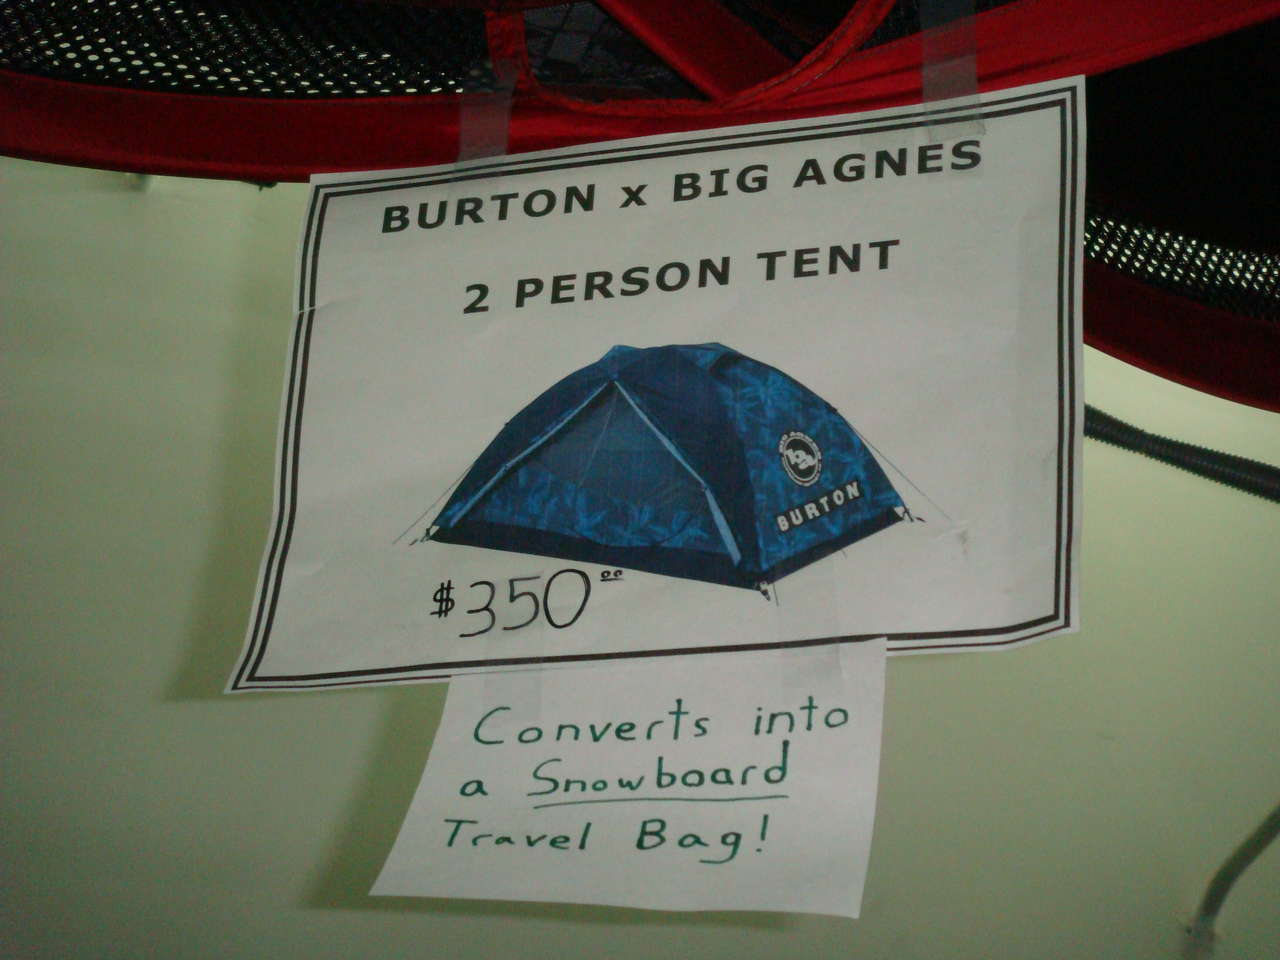 BURTON x BIG AGNES
2 PERSON TENT
BURTON
$350.00
Converts into
a Snowboard
Travel Bag!